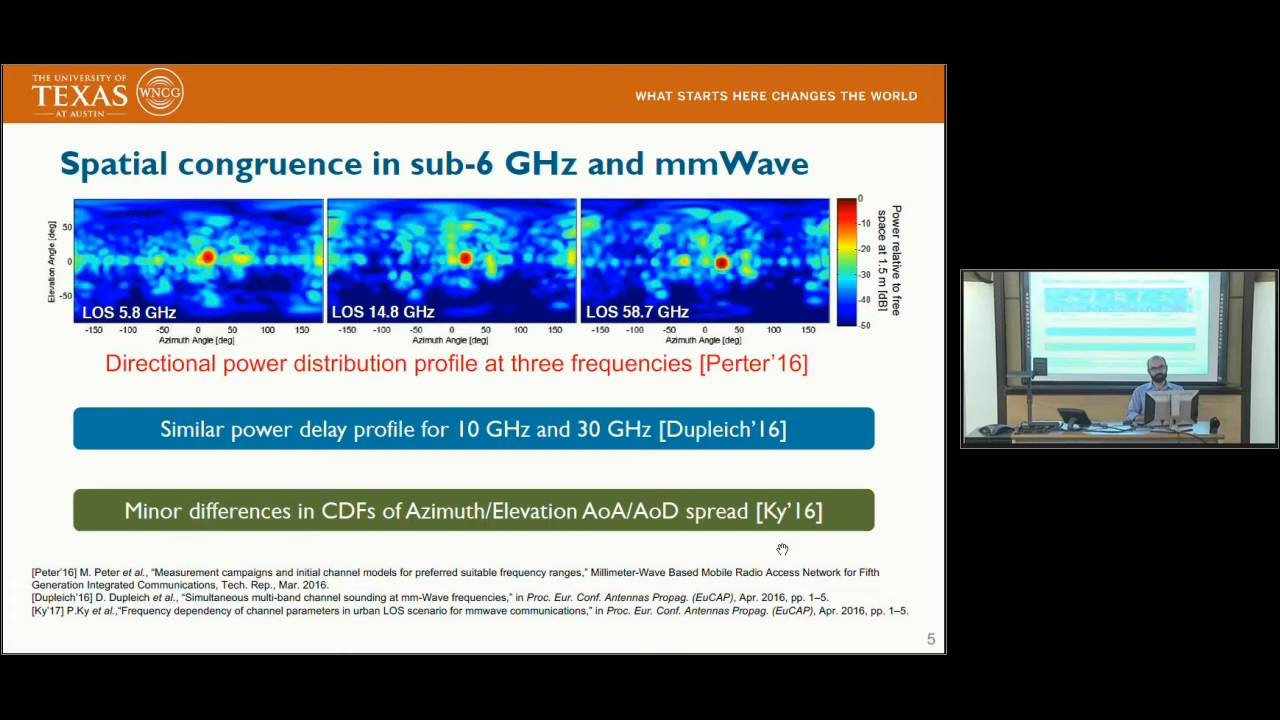 THE UNIVERSITY OF
TEXAS
AT AUSTIN
WNCG
WHAT STARTS HERE CHANGES THE WORLD
Spatial congruence in sub-6 GHz and mmWave
Elevation Angle [deg]
50
0
-50
LOS 5.8 GHz
LOS 14.8 GHz
LOS 58.7 GHz
-150 -100 -50 0 50 100 150
-150 -100 -50 0 50 100 150
-150 -100 -50 0 50 100 150
Azimuth Angle [deg]
Azimuth Angle [deg]
Azimuth Angle [deg]
0
-10
-20
-30
-40
-50
Power relative to free
space at 1.5 m [dB]
Directional power distribution profile at three frequencies [Perter’16]
Similar power delay profile for 10 GHz and 30 GHz [Dupleich’16]
Minor differences in CDFs of Azimuth/Elevation AoA/AoD spread [Ky’16]
[Peter’16] M. Peter et al., “Measurement campaigns and initial channel models for preferred suitable frequency ranges,” Millimeter-Wave Based Mobile Radio Access Network for Fifth
Generation Integrated Communications, Tech. Rep., Mar. 2016.
[Dupleich’16] D. Dupleich et al., “Simultaneous multi-band channel sounding at mm-Wave frequencies,” in Proc. Eur. Conf. Antennas Propag. (EuCAP), Apr. 2016, pp. 1–5.
[Ky’17] P.Ky et al.,“Frequency dependency of channel parameters in urban LOS scenario for mmwave communications,” in Proc. Eur. Conf. Antennas Propag. (EuCAP), Apr. 2016, pp. 1–5.
5